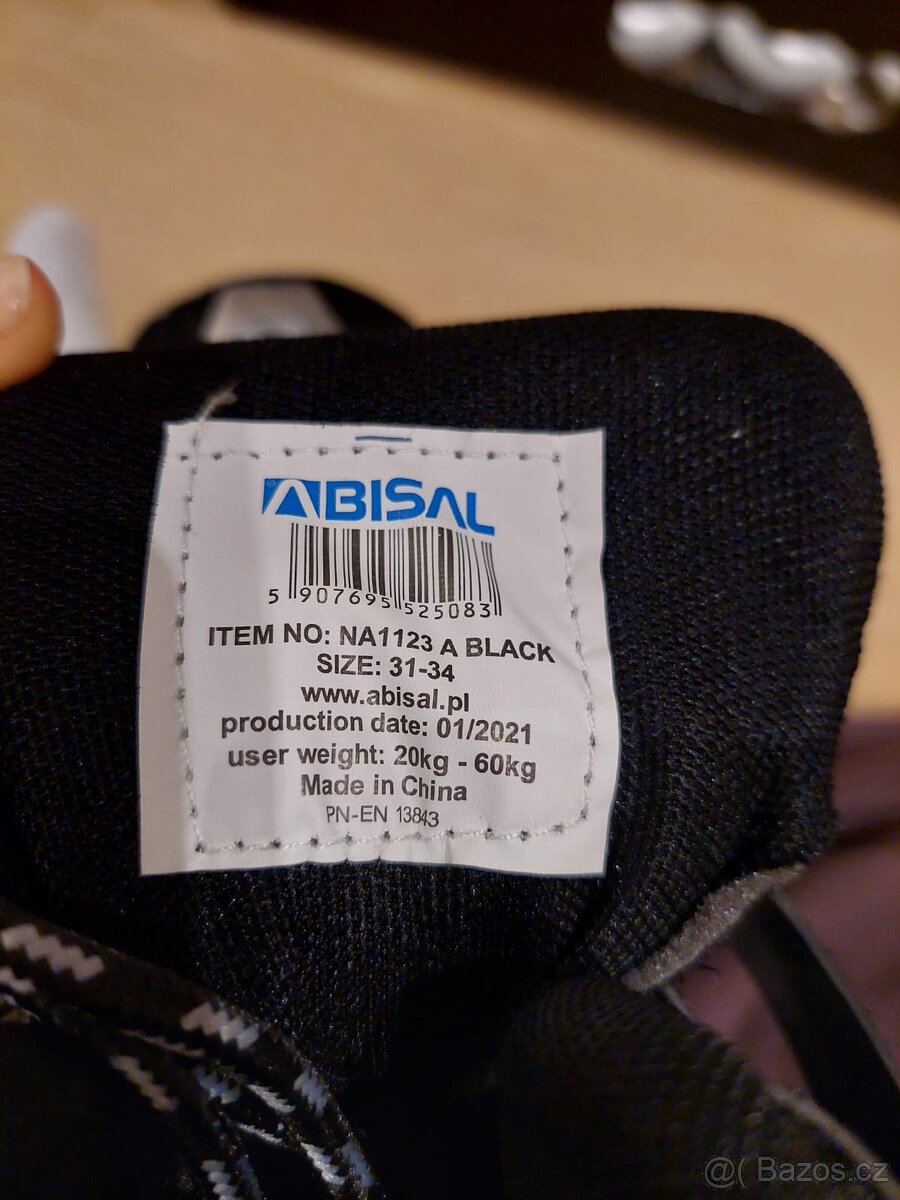 ABISAL
5 907695 525083
ITEM NO: NA1123 A BLACK
SIZE: 31-34
www.abisal.pl
production date: 01/2021
user weight: 20kg - 60kg
Made in China
PN-EN 13843
@( Bazos.cz